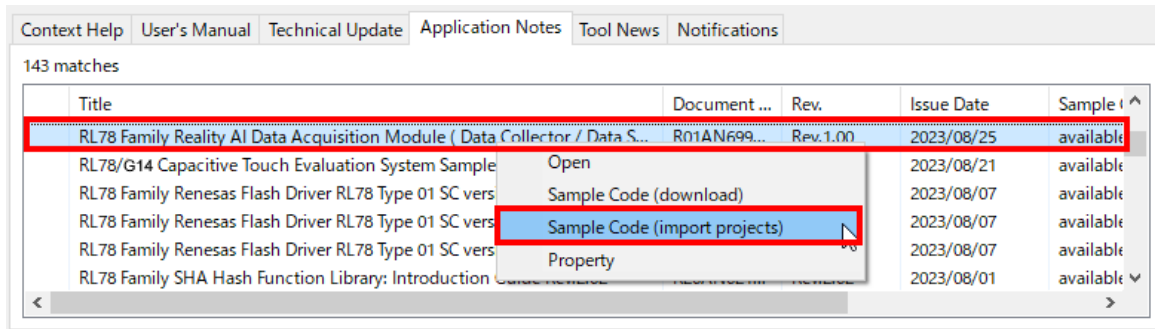 Context Help User's Manual Technical Update Application Notes Tool News Notifications
143 matches
Title Document ... Rev. Issue Date Sample
RL78 Family Reality AI Data Acquisition Module ( Data Collector / Data S... R01AN699... Rev.1.00 2023/08/25 available
RL78/G14 Capacitive Touch Evaluation System Sample Open 2023/08/21 available
RL78 Family Renesas Flash Driver RL78 Type 01 SC vers Sample Code (download) 2023/08/07 available
RL78 Family Renesas Flash Driver RL78 Type 01 SC vers Sample Code (import projects) 2023/08/07 available
RL78 Family Renesas Flash Driver RL78 Type 01 SC vers Property 2023/08/07 available
RL78 Family SHA Hash Function Library: Introduction 2023/08/01 available